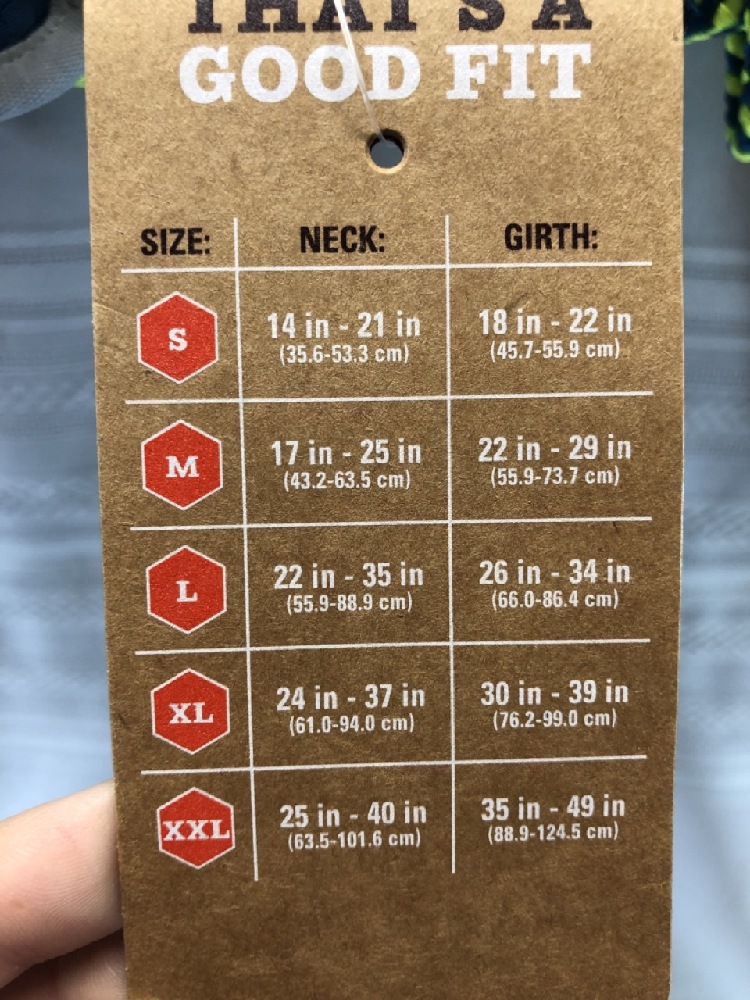 THAT'S A
GOOD FIT
SIZE: NECK: GIRTH:
S 14 in - 21 in 18 in - 22 in
(35.6-53.3 cm) (45.7-55.9 cm)
M 17 in - 25 in 22 in - 29 in
(43.2-63.5 cm) (55.9-73.7 cm)
L 22 in - 35 in 26 in - 34 in
(55.9-88.9 cm) (66.0-86.4 cm)
XL 24 in - 37 in 30 in - 39 in
(61.0-94.0 cm) (76.2-99.0 cm)
XXL 25 in - 40 in 35 in - 49 in
(63.5-101.6 cm) (88.9-124.5 cm)